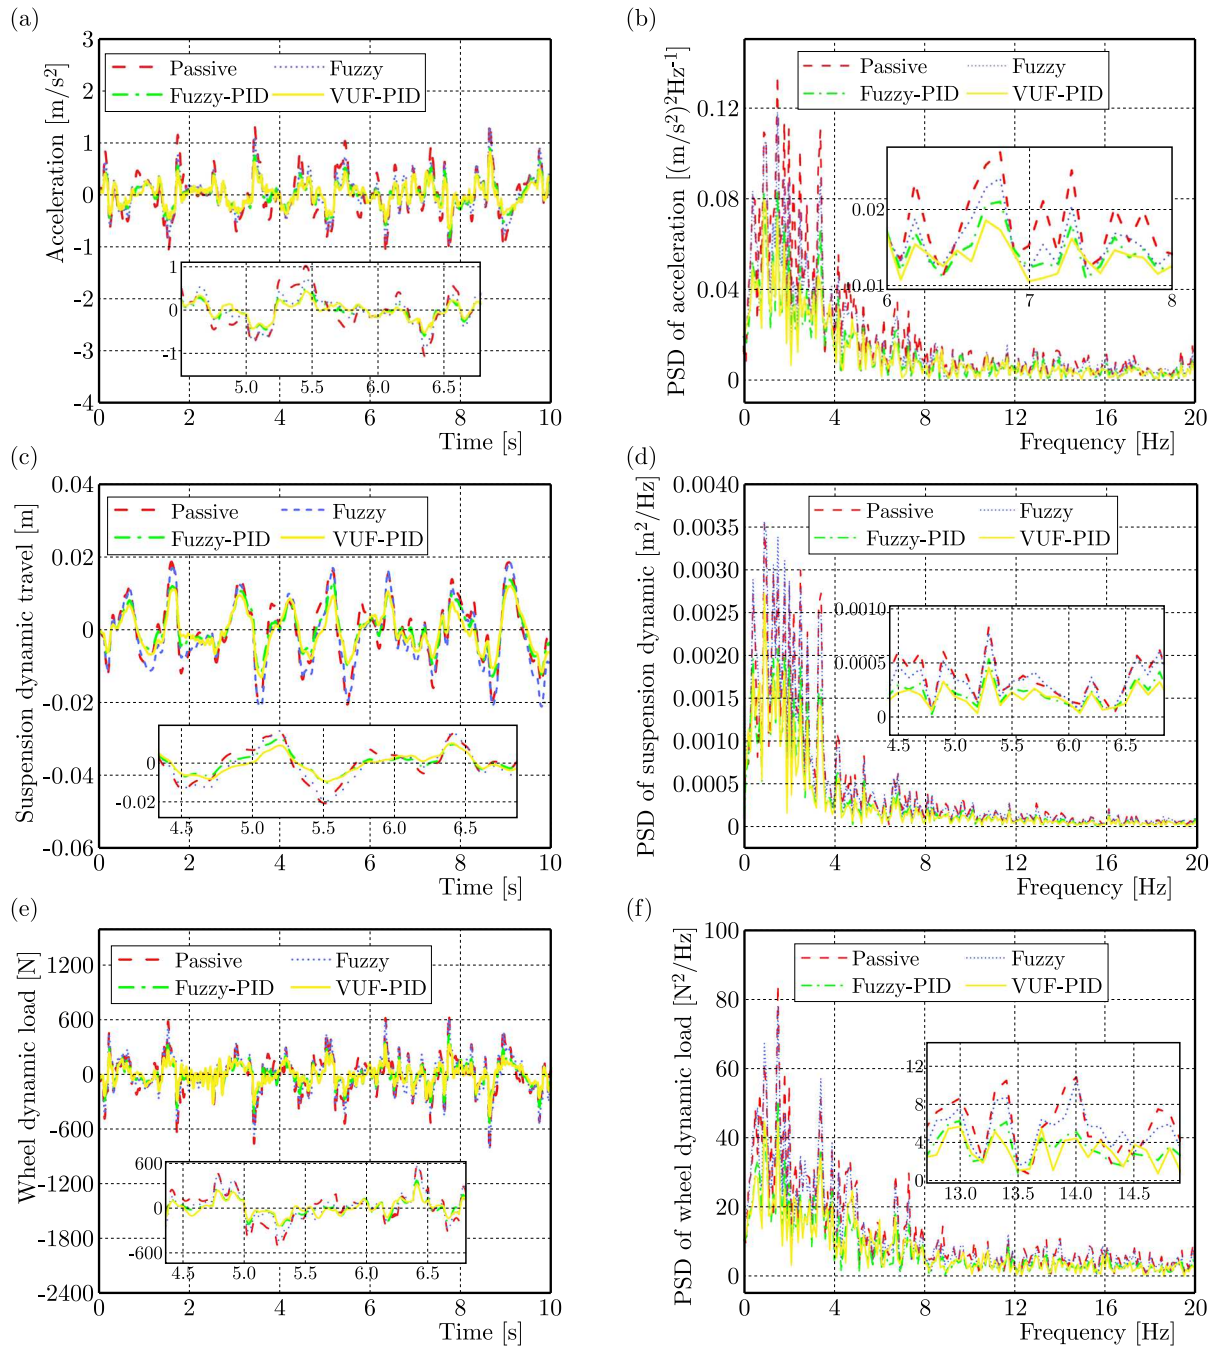 (a)
3
2
1
0
-1
-2
-3
-4
Acceleration [m/s²]
Passive
Fuzzy
Fuzzy-PID
VUF-PID
1
0
-1
5.0 5.5 6.0 6.5
0 2 4 6 8 10
Time [s]
(b)
0.12
0.08
0.04
0
PSD of acceleration [(m/s²)²Hz⁻¹]
Passive
Fuzzy
Fuzzy-PID
VUF-PID
0.02
0.01
6 7 8
0 4 8 12 16 20
Frequency [Hz]
(c)
0.04
0.02
0
-0.02
-0.04
-0.06
Suspension dynamic travel [m]
Passive
Fuzzy
Fuzzy-PID
VUF-PID
0
-0.02
4.5 5.0 5.5 6.0 6.5
0 2 4 6 8 10
Time [s]
(d)
0.0040
0.0035
0.0030
0.0025
0.0020
0.0015
0.0010
0.0005
0
PSD of suspension dynamic [m²/Hz]
Passive
Fuzzy
Fuzzy-PID
VUF-PID
0.0010
0.0005
0
4.5 5.0 5.5 6.0 6.5
0 4 8 12 16 20
Frequency [Hz]
(e)
1200
600
0
-600
-1200
-1800
-2400
Wheel dynamic load [N]
Passive
Fuzzy
Fuzzy-PID
VUF-PID
600
0
-600
4.5 5.0 5.5 6.0 6.5
0 2 4 6 8 10
Time [s]
(f)
100
80
60
40
20
0
PSD of wheel dynamic load [N²/Hz]
Passive
Fuzzy
Fuzzy-PID
VUF-PID
12
8
4
0
13.0 13.5 14.0 14.5
0 4 8 12 16 20
Frequency [Hz]